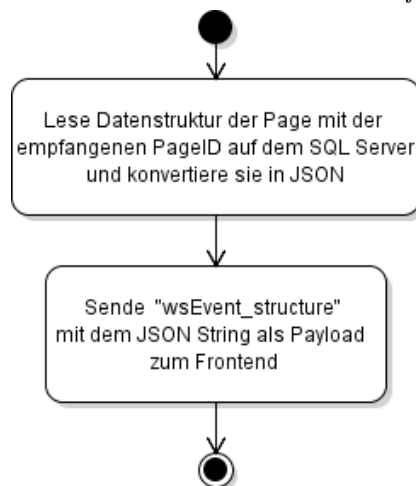 Lese Datenstruktur der Page mit der
empfangenen PageID auf dem SQL Server
und konvertiere sie in JSON
Sende "wsEvent_structure"
mit dem JSON String als Payload
zum Frontend